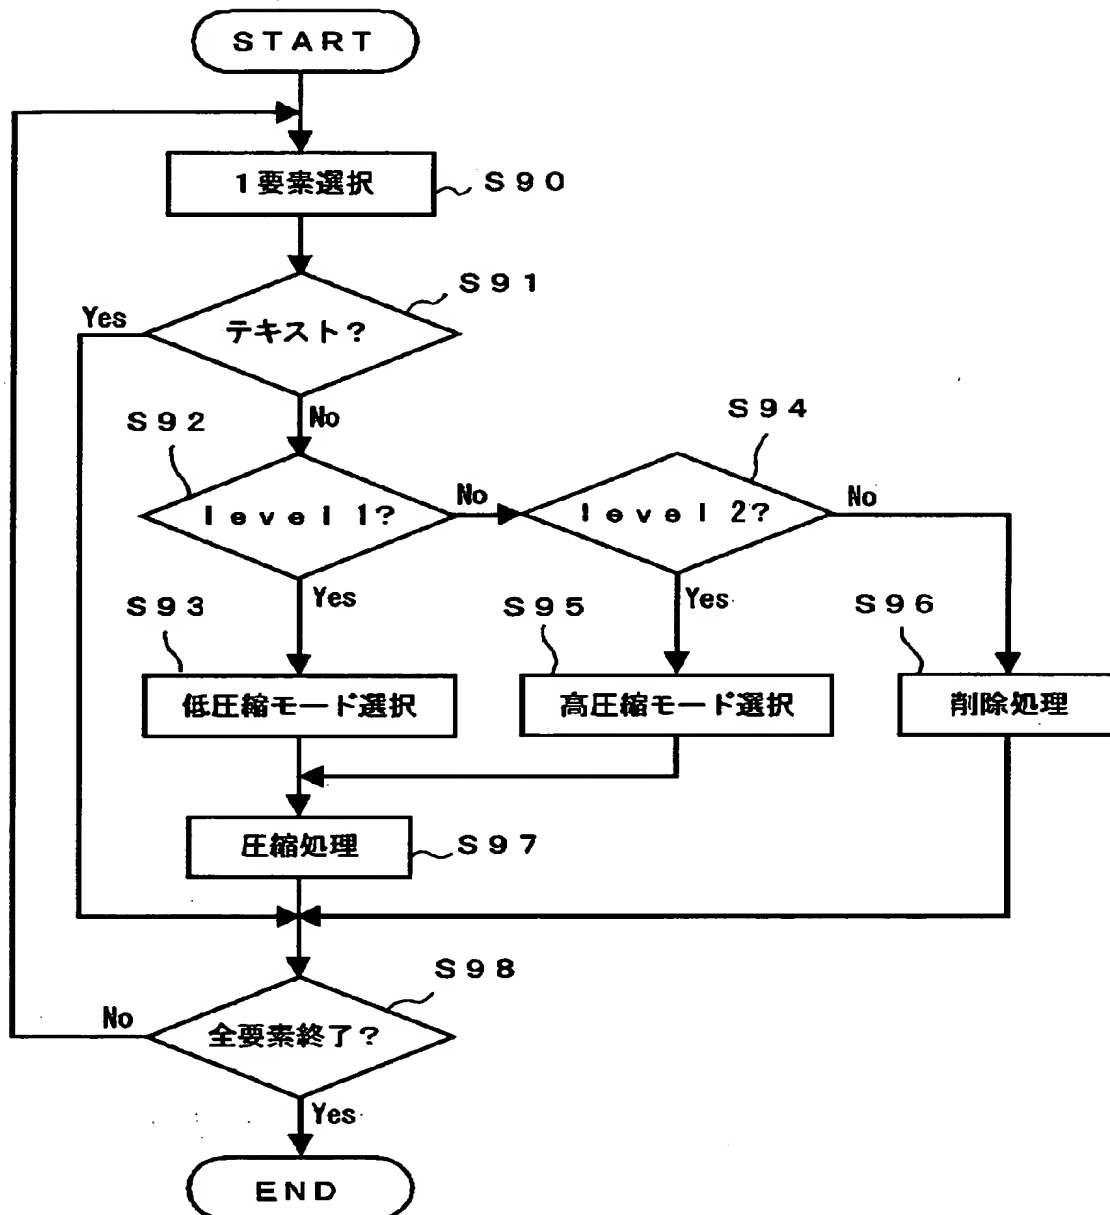 START
1要素選択
S90
S91
テキスト?
Yes
No
S92
level 1?
No
S94
level 2?
No
Yes
Yes
S93
低圧縮モード選択
S95
高圧縮モード選択
S96
削除処理
圧縮処理
S97
S98
全要素終了?
No
Yes
END